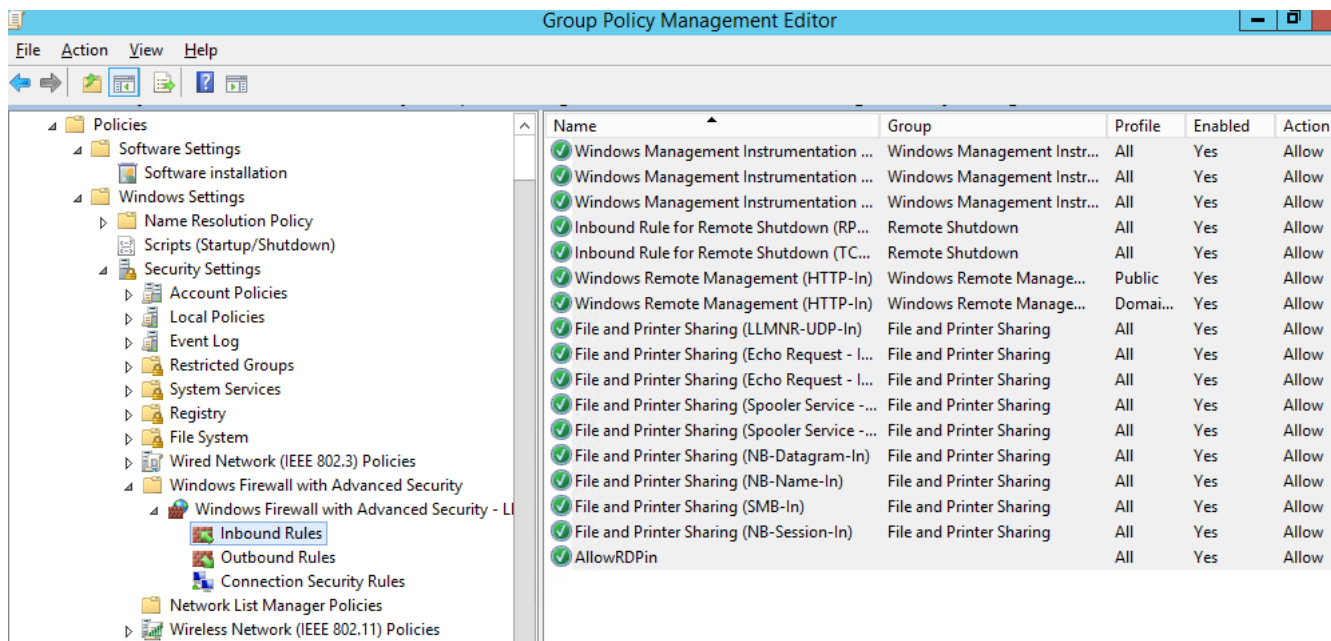 Group Policy Management Editor
File Action View Help
Policies
Software Settings
Software installation
Windows Settings
Name Resolution Policy
Scripts (Startup/Shutdown)
Security Settings
Account Policies
Local Policies
Event Log
Restricted Groups
System Services
Registry
File System
Wired Network (IEEE 802.3) Policies
Windows Firewall with Advanced Security
Windows Firewall with Advanced Security - LI
Inbound Rules
Outbound Rules
Connection Security Rules
Network List Manager Policies
Wireless Network (IEEE 802.11) Policies
Name Group Profile Enabled Action
Windows Management Instrumentation ... Windows Management Instr... All Yes Allow
Windows Management Instrumentation ... Windows Management Instr... All Yes Allow
Windows Management Instrumentation ... Windows Management Instr... All Yes Allow
Inbound Rule for Remote Shutdown (RP... Remote Shutdown All Yes Allow
Inbound Rule for Remote Shutdown (TC... Remote Shutdown All Yes Allow
Windows Remote Management (HTTP-In) Windows Remote Manage... Public Yes Allow
Windows Remote Management (HTTP-In) Windows Remote Manage... Domai... Yes Allow
File and Printer Sharing (LLMNR-UDP-In) File and Printer Sharing All Yes Allow
File and Printer Sharing (Echo Request - I... File and Printer Sharing All Yes Allow
File and Printer Sharing (Echo Request - I... File and Printer Sharing All Yes Allow
File and Printer Sharing (Spooler Service -... File and Printer Sharing All Yes Allow
File and Printer Sharing (Spooler Service -... File and Printer Sharing All Yes Allow
File and Printer Sharing (NB-Datagram-In) File and Printer Sharing All Yes Allow
File and Printer Sharing (NB-Name-In) File and Printer Sharing All Yes Allow
File and Printer Sharing (SMB-In) File and Printer Sharing All Yes Allow
File and Printer Sharing (NB-Session-In) File and Printer Sharing All Yes Allow
AllowRDPin All Yes Allow